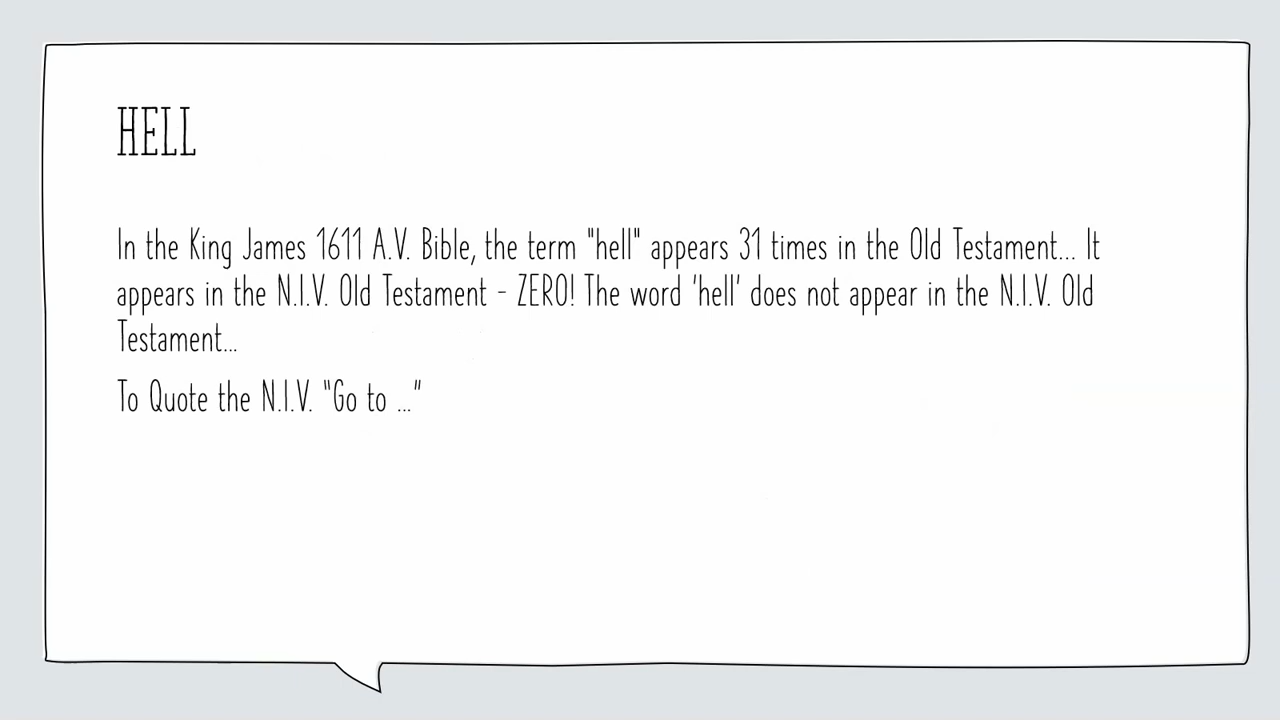 HELL
In the King James 1611 A.V. Bible, the term "hell" appears 31 times in the Old Testament... It
appears in the N.I.V. Old Testament - ZERO! The word 'hell' does not appear in the N.I.V. Old
Testament...
To Quote the N.I.V. "Go to ..."